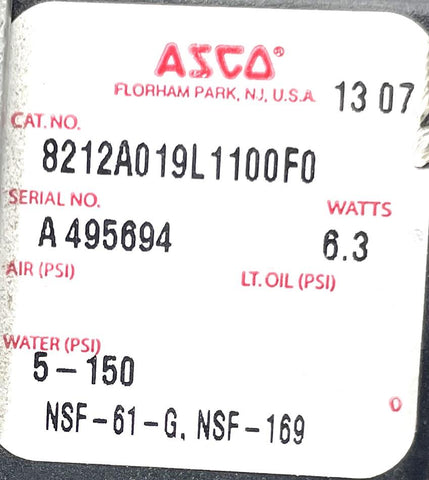 ASCO®
FLORHAM PARK, N.J, U.S.A. 13 07
CAT. NO.
8212A019L1100F0
SERIAL NO. WATTS
A 495694 6.3
AIR (PSI) LT. OIL (PSI)
WATER (PSI)
5-150
NSF-61-G, NSF-169
O